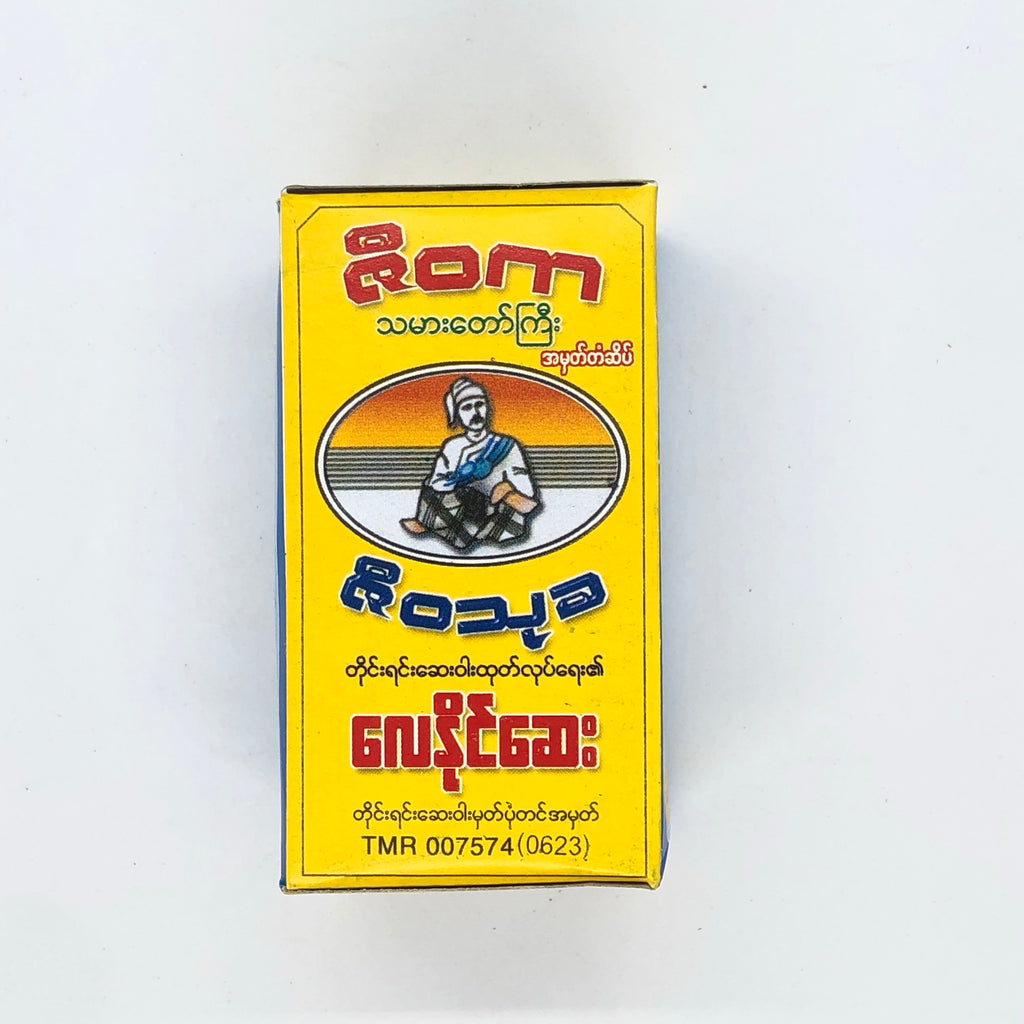 ဇီဝက
သမားတော်ကြီး
အမှတ်တံဆိပ်
ဇီဝသုခ
တိုင်းရင်းဆေးဝါးထုတ်လုပ်ရေး၏
လေနိုင်ဆေး
တိုင်းရင်းဆေးဝါးမှတ်ပုံတင်အမှတ်
TMR 007574(0623)